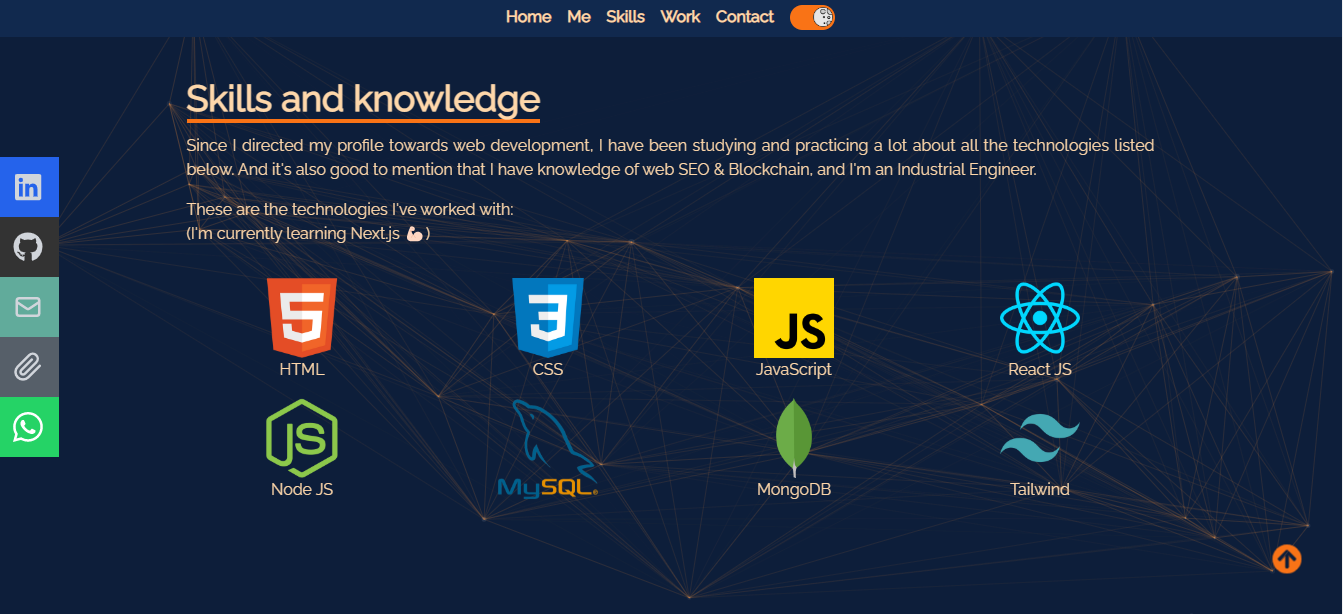 Home Me Skills Work Contact
Skills and knowledge
Since I directed my profile towards web development, I have been studying and practicing a lot about all the technologies listed
below. And it's also good to mention that I have knowledge of web SEO & Blockchain, and I'm an Industrial Engineer.
These are the technologies I've worked with:
(I'm currently learning Next.js 💪🏻)
in
5 3 JS
HTML CSS JavaScript React JS
JS MySQL®
Node JS MongoDB Tailwind